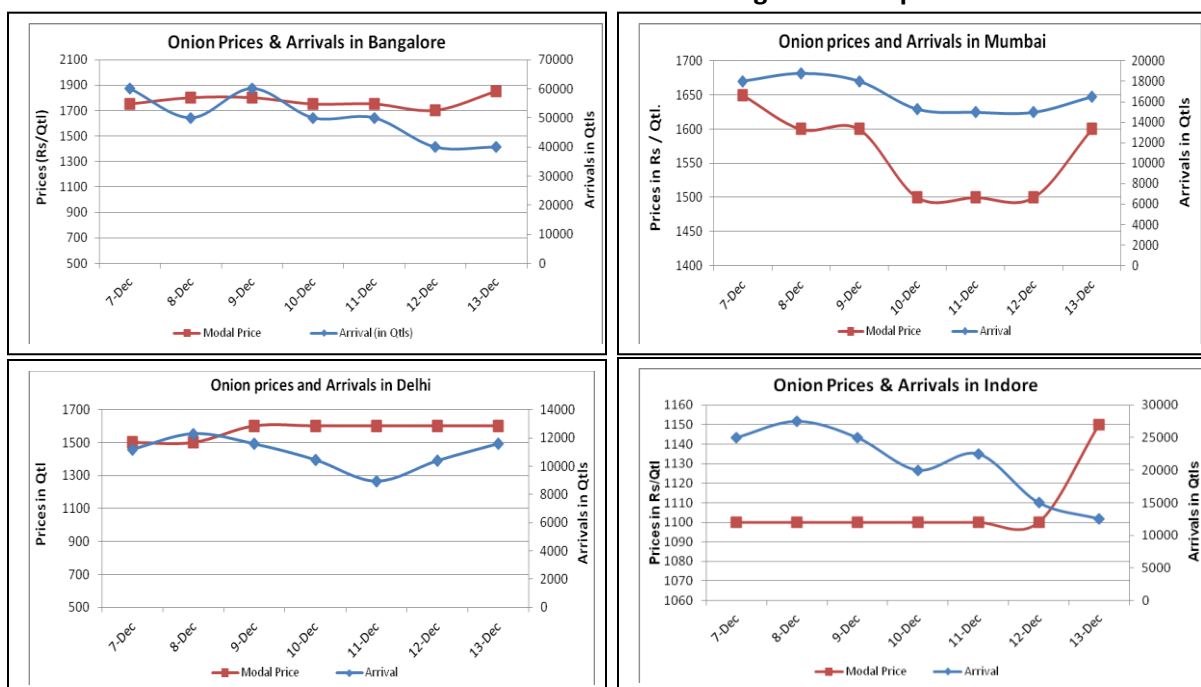 Onion Prices & Arrivals in Bangalore
Prices (Rs/Qtl)
2100
1900
1700
1500
1300
1100
900
700
500
70000
60000
50000
40000
30000
20000
10000
0
Arrivals in Qtls
7-Dec
8-Dec
9-Dec
10-Dec
11-Dec
12-Dec
13-Dec
Modal Price
Arrival (in Qtls)
Onion prices and Arrivals in Mumbai
Prices in Rs / Qtl.
1700
1650
1600
1550
1500
1450
1400
20000
18000
16000
14000
12000
10000
8000
6000
4000
2000
0
Arrivals in Qtls
7-Dec
8-Dec
9-Dec
10-Dec
11-Dec
12-Dec
13-Dec
Modal Price
Arrival
Onion prices and Arrivals in Delhi
Prices in Qtl
1700
1500
1300
1100
900
700
500
14000
12000
10000
8000
6000
4000
2000
0
Arrivals in Qtls
7-Dec
8-Dec
9-Dec
10-Dec
11-Dec
12-Dec
13-Dec
Modal Price
Arrival
Onion Prices & Arrivals in Indore
Prices in Rs/Qtl
1160
1150
1140
1130
1120
1110
1100
1090
1080
1070
1060
30000
25000
20000
15000
10000
5000
0
Arrivals in Qtls
7-Dec
8-Dec
9-Dec
10-Dec
11-Dec
12-Dec
13-Dec
Modal Price
Arrival